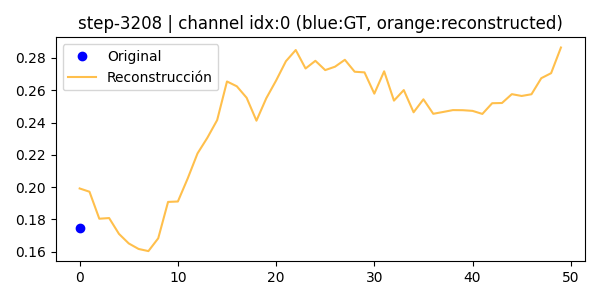 step-3208 | channel idx:0 (blue:GT, orange:reconstructed)
Original
Reconstrucción
0.28
0.26
0.24
0.22
0.20
0.18
0.16
0 10 20 30 40 50